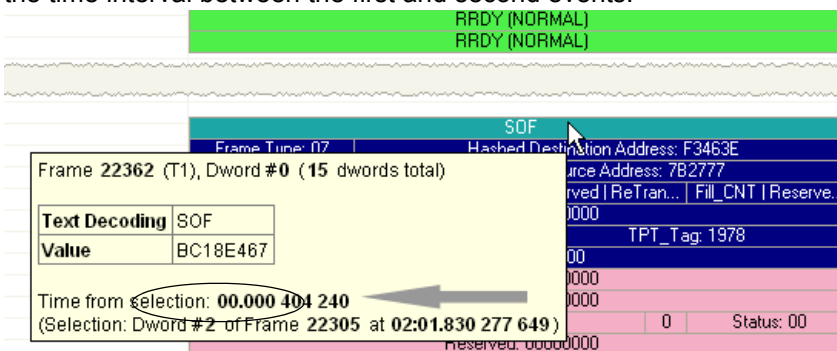 the time interval between the first and second events.
RRDY (NORMAL)
RRDY (NORMAL)
SOF
Frame Type: 07 Hashed Destination Address: F3463E
urce Address: 7B2777
rved | ReTran... Fill_CNT | Reserve..
0000
TPT_Tag: 1978
00
0000
0000
0 Status: 00
Reserved: 00000000
Frame 22362 (T1), Dword #0 (15 dwords total)
Text Decoding SOF
Value BC18E467
Time from selection: 00.000 404 240
(Selection: Dword #2 of Frame 22305 at 02:01.830 277 649)